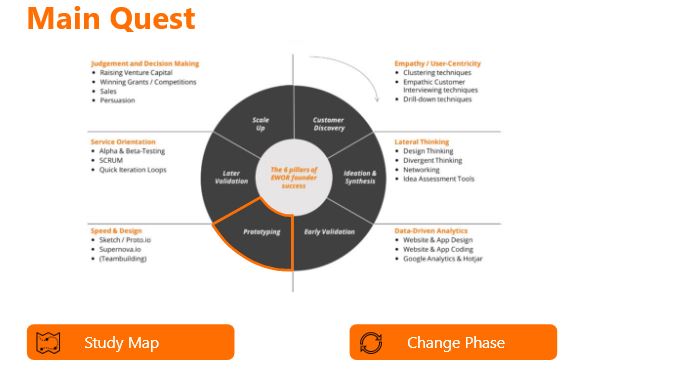 Main Quest
Judgement and Decision Making
Raising Venture Capital
Winning Grants / Competitions
Sales
Persuasion
Empathy / User-Centricity
Clustering techniques
Empathic Customer
Interviewing techniques
Drill-down techniques
Scale
Up
Customer
Discovery
Service Orientation
Alpha & Beta-Testing
SCRUM
Quick Iteration Loops
Later
Validation
The 6 pillars of
EWOR founder
success
Ideation &
Synthesis
Lateral Thinking
Design Thinking
Divergent Thinking
Networking
Idea Assessment Tools
Speed & Design
Sketch / Proto.io
Supernova.io
(Teambuilding)
Prototyping
Early Validation
Data-Driven Analytics
Website & App Design
Website & App Coding
Google Analytics & Hotjar
Study Map
Change Phase